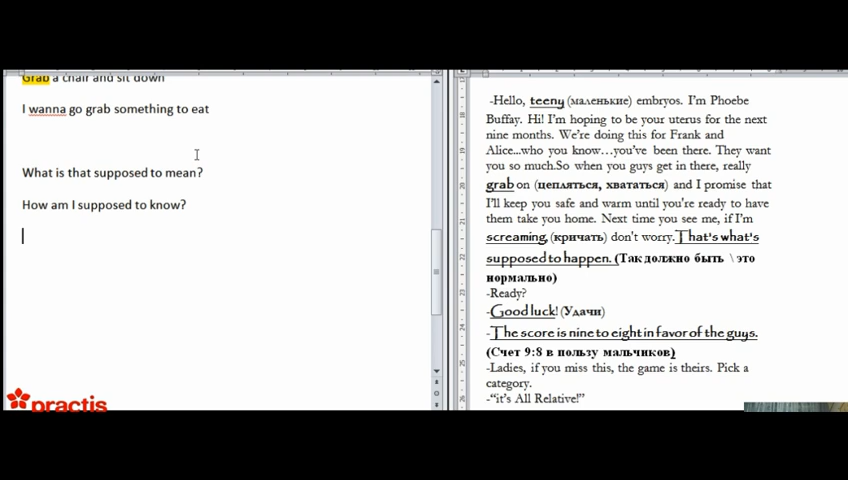 Grab a chair and sit down
I wanna go grab something to eat
What is that supposed to mean?
How am I supposed to know?
practis
-Hello, teeny (маленькие) embryos. I'm Phoebe
Buffay. Hi! I'm hoping to be your uterus for the next
nine months. We're doing this for Frank and
Alice...who you know…you've been there. They want
you so much.So when you guys get in there, really
grab on (цепляться, хвататься) and I promise that
I'll keep you safe and warm until you're ready to have
them take you home. Next time you see me, if I'm
screaming, (кричать) don't worry. That's what's
supposed to happen. (Так должно быть \ это
нормально)
-Ready?
-Good luck! (Удачи)
-The score is nine to eight in favor of the guys.
(Счет 9:8 в пользу мальчиков)
-Ladies, if you miss this, the game is theirs. Pick a
category.
-“it's All Relative!”